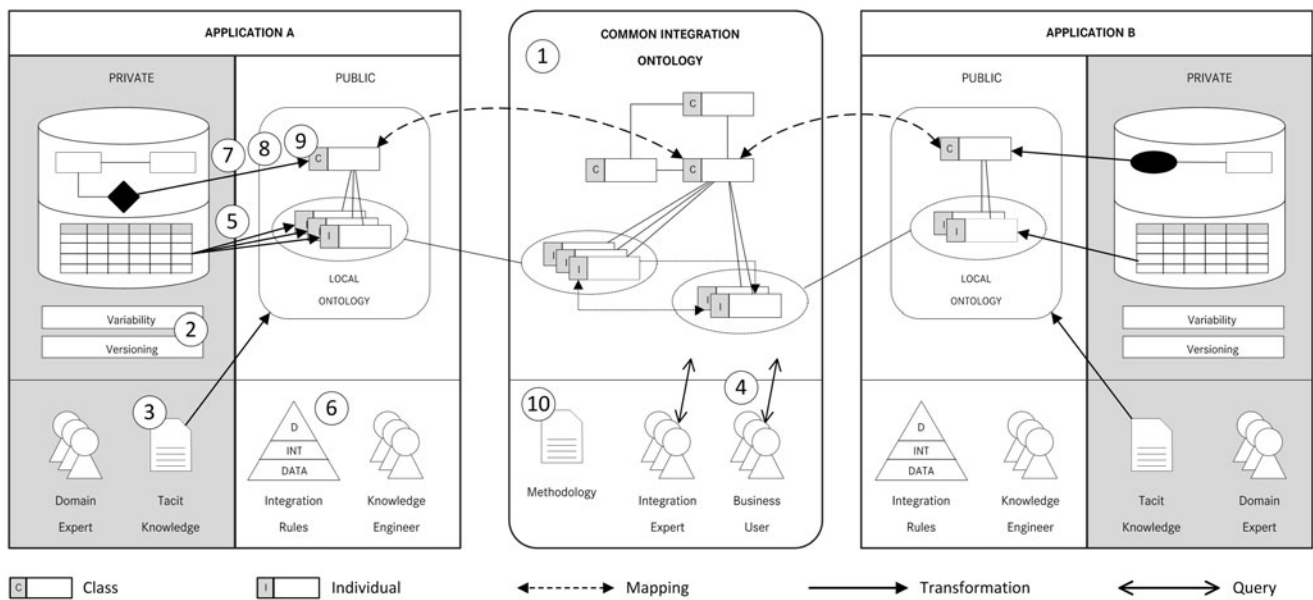 APPLICATION A
COMMON INTEGRATION
ONTOLOGY
APPLICATION B
PRIVATE
PUBLIC
PUBLIC
PRIVATE
1
7
8
9
5
2
3
6
10
4
C
C
C
C
C
I
I
I
I
I
I
I
I
I
I
LOCAL
ONTOLOGY
LOCAL
ONTOLOGY
Variability
Versioning
Variability
Versioning
D
INT
DATA
D
INT
DATA
Domain
Expert
Tacit
Knowledge
Integration
Rules
Knowledge
Engineer
Methodology
Integration
Expert
Business
User
Integration
Rules
Knowledge
Engineer
Tacit
Knowledge
Domain
Expert
C Class
I Individual
Mapping
Transformation
Query